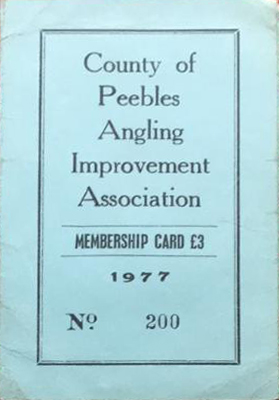 County of
Peebles
Angling
Improvement
Association
MEMBERSHIP CARD £3
1977
Nº 200